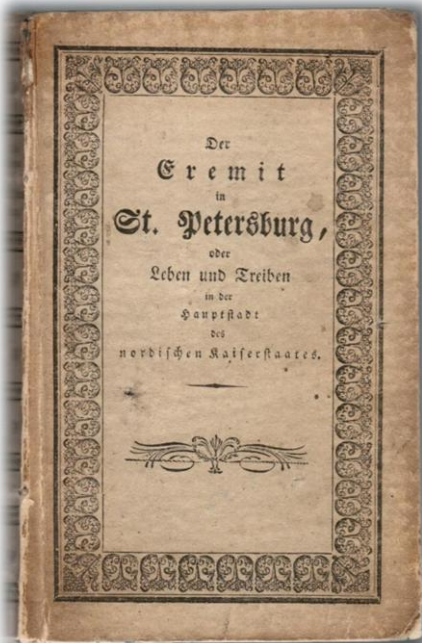 Der
Eremit
in
St. Petersburg,
oder
Leben und Treiben
in der
Hauptstadt
des
nordischen Kaiserstaates.